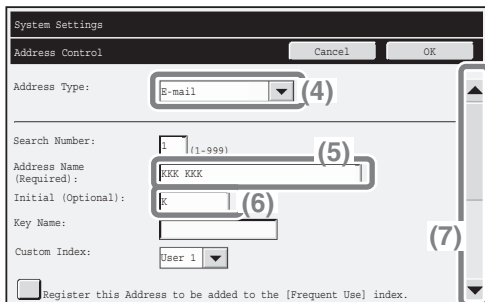 System Settings
Address Control Cancel OK
Address Type: E-mail (4)
Search Number: 1 (1-999)
(5)
Address Name
(Required): KKK KKK
Initial (Optional): K (6)
Key Name:
(7)
Custom Index: User 1
Register this Address to be added to the [Frequent Use] index.